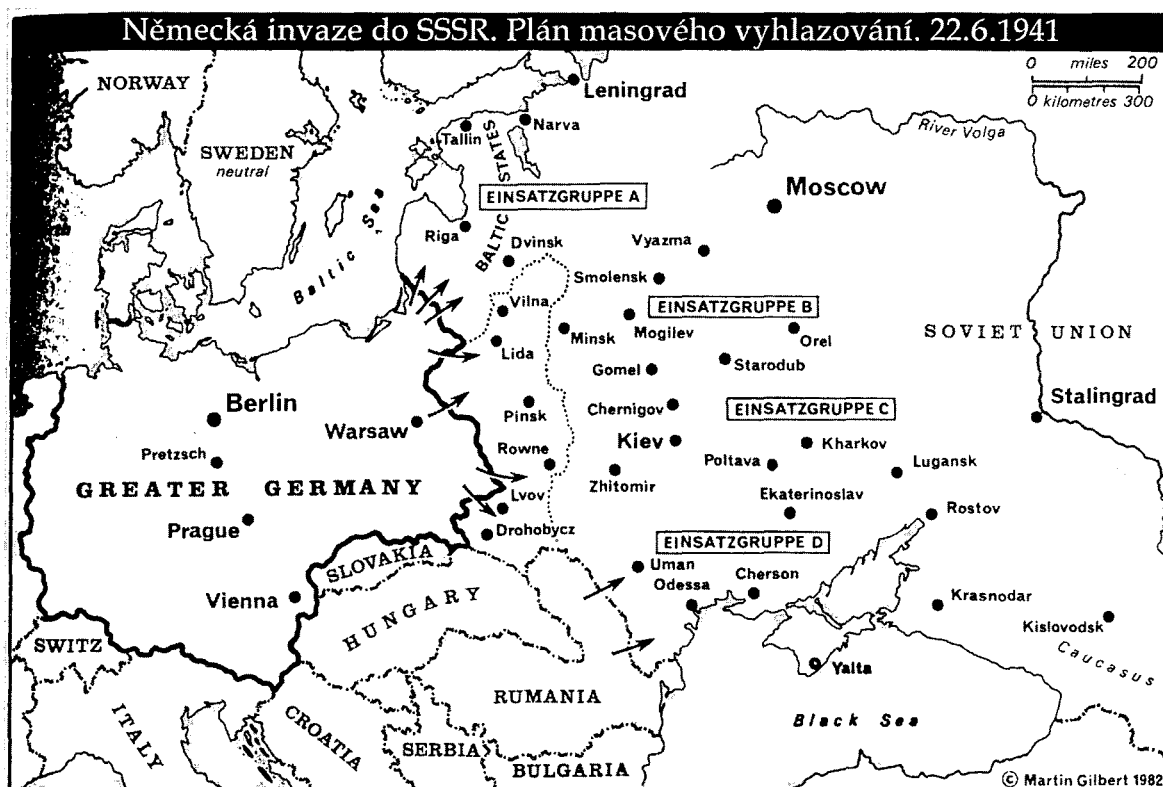 Německá invaze do SSSR. Plán masového vyhlazování. 22.6.1941
0 miles 200
0 kilometres 300
NORWAY
Leningrad
Narva
Tallin
River Volga
SWEDEN
neutral
BALTIC STATES
Moscow
EINSATZGRUPPE A
Baltic Sea
Riga
Dvinsk
Vyazma
Smolensk
Vilna
EINSATZGRUPPE B
Minsk
Mogilev
Orel
SOVIET UNION
Lida
Starodub
Gomel
Stalingrad
Berlin
Pinsk
Chernigov
EINSATZGRUPPE C
Warsaw
Kiev
Kharkov
Pretzsch
Rowne
Poltava
Lugansk
Zhitomir
GREATER GERMANY
Lvov
Ekaterinoslav
Rostov
Prague
Drohobycz
EINSATZGRUPPE D
SLOVAKIA
Uman
Odessa
Cherson
Vienna
HUNGARY
Krasnodar
Kislovodsk
SWITZ
Caucasus
Yalta
RUMANIA
ITALY
CROATIA
Black Sea
SERBIA
BULGARIA
© Martin Gilbert 1982